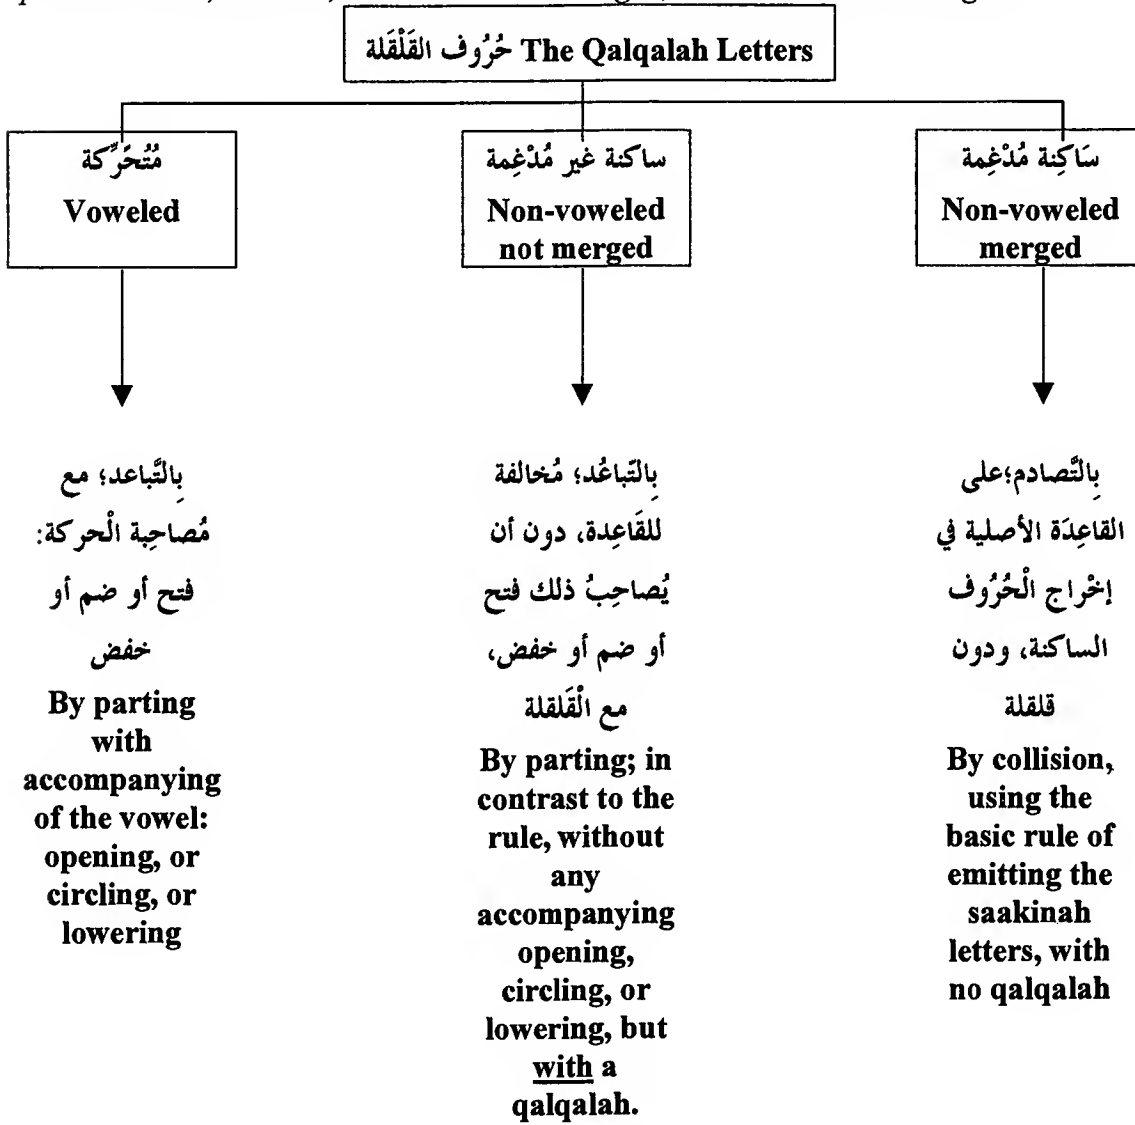 حُرُوف القَلْقَلة The Qalqalah Letters
مُتُحَرِّكة
Voweled
ساكنة غير مُدْغِمة
Non-voweled
not merged
سَاكِنة مُدْغِمة
Non-voweled
merged
بِالتَّباعد؛ مع
مُصاحِبة الْحركة:
فتح أو ضم أو
خفض
By parting
with
accompanying
of the vowel:
opening, or
circling, or
lowering
بِالتّباعُد؛ مُخالفة
للقَاعِدة، دون أن
يُصاحِبُ ذلك فتح
أو ضم أو خفض،
مع الْقَلقلة
By parting; in
contrast to the
rule, without
any
accompanying
opening,
circling, or
lowering, but
with a
qalqalah.
بِالتَّصادم؛على
القاعِدَة الأصلية في
إخْراج الْحُرُوف
الساكنة، ودون
قلقلة
By collision,
using the
basic rule of
emitting the
saakinah
letters, with
no qalqalah